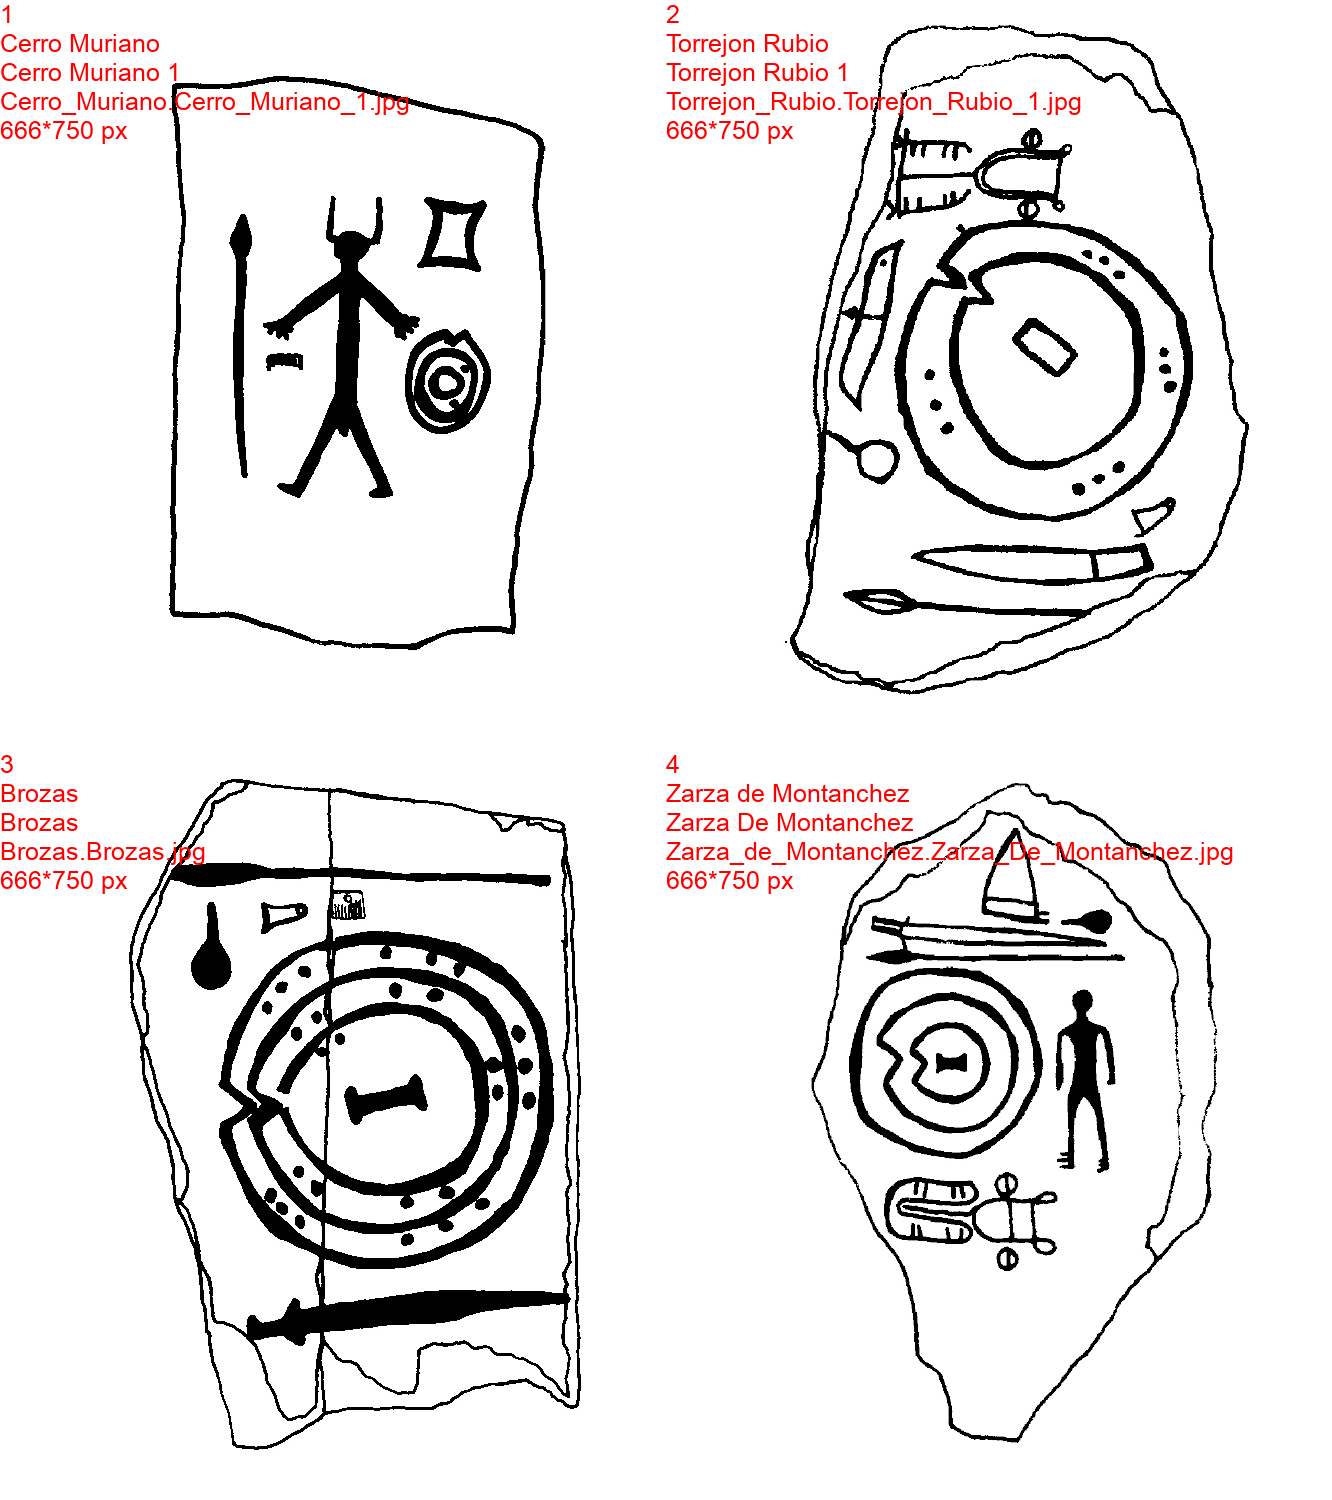 1
Cerro Muriano
Cerro Muriano 1
Cerro_Muriano.Cerro_Muriano_1.jpg
666*750 px
2
Torrejon Rubio
Torrejon Rubio 1
Torrejon_Rubio.Torrejon_Rubio_1.jpg
666*750 px
3
Brozas
Brozas
Brozas.Brozas.jpg
666*750 px
4
Zarza de Montanchez
Zarza De Montanchez
Zarza_de_Montanchez.Zarza_De_Montanchez.jpg
666*750 px